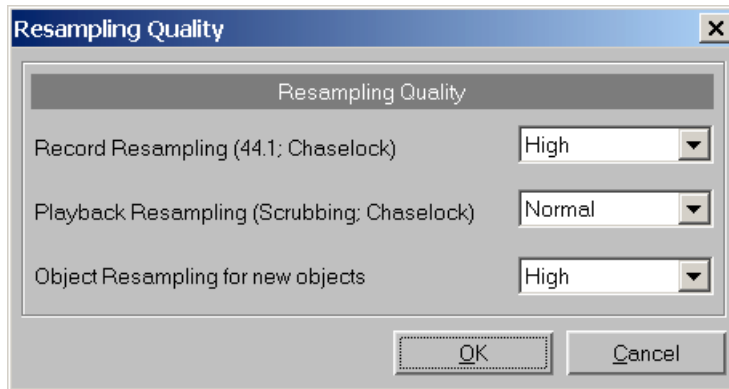 Resampling Quality
Resampling Quality
Record Resampling (44.1; Chaselock)
High
Playback Resampling (Scrubbing; Chaselock)
Normal
Object Resampling for new objects
High
OK
Cancel